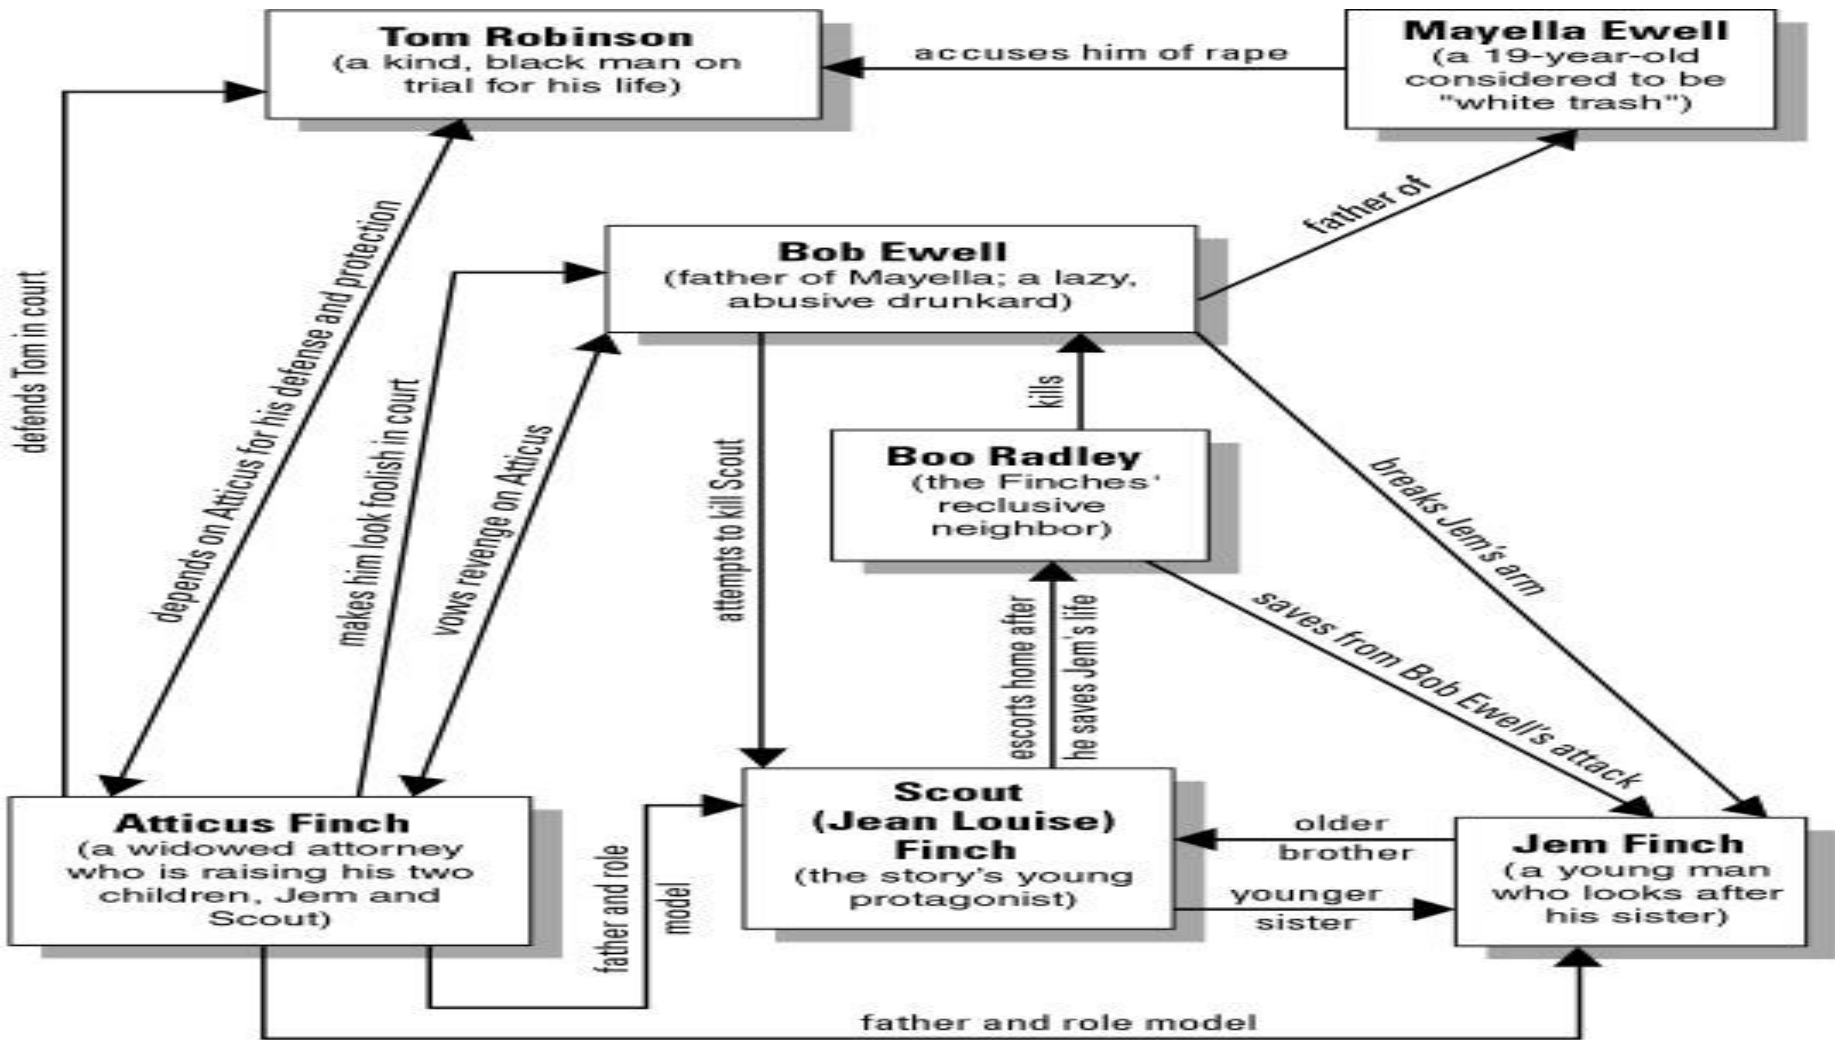 Tom Robinson
(a kind, black man on
trial for his life)
accuses him of rape
Mayella Ewell
(a 19-year-old
considered to be
"white trash")
father of
Bob Ewell
(father of Mayella; a lazy,
abusive drunkard)
defends Tom in court
depends on Atticus for his defense and protection
makes him look foolish in court
vows revenge on Atticus
attempts to kill Scout
kills
Boo Radley
(the Finches'
reclusive
neighbor)
breaks Jem's arm
saves from Bob Ewell's attack
escorts home after
he saves Jem's life
Atticus Finch
(a widowed attorney
who is raising his two
children, Jem and
Scout)
father and role
model
Scout
(Jean Louise)
Finch
(the story's young
protagonist)
older
brother
younger
sister
Jem Finch
(a young man
who looks after
his sister)
father and role model